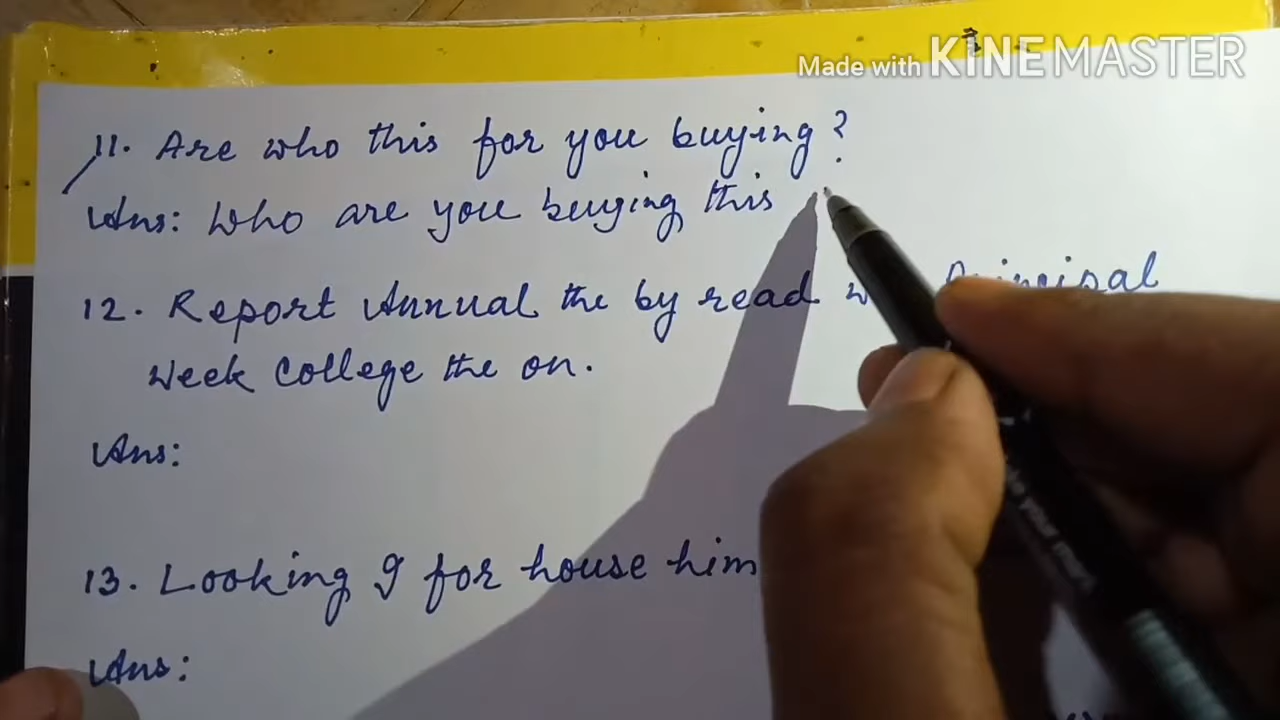 Made with KINEMASTER
11. Are who this for you buying?
Ans: Who are you buying this
12. Report Annual the by read Principal
week college the on.
Ans:
13. Looking I for house him
Ans: